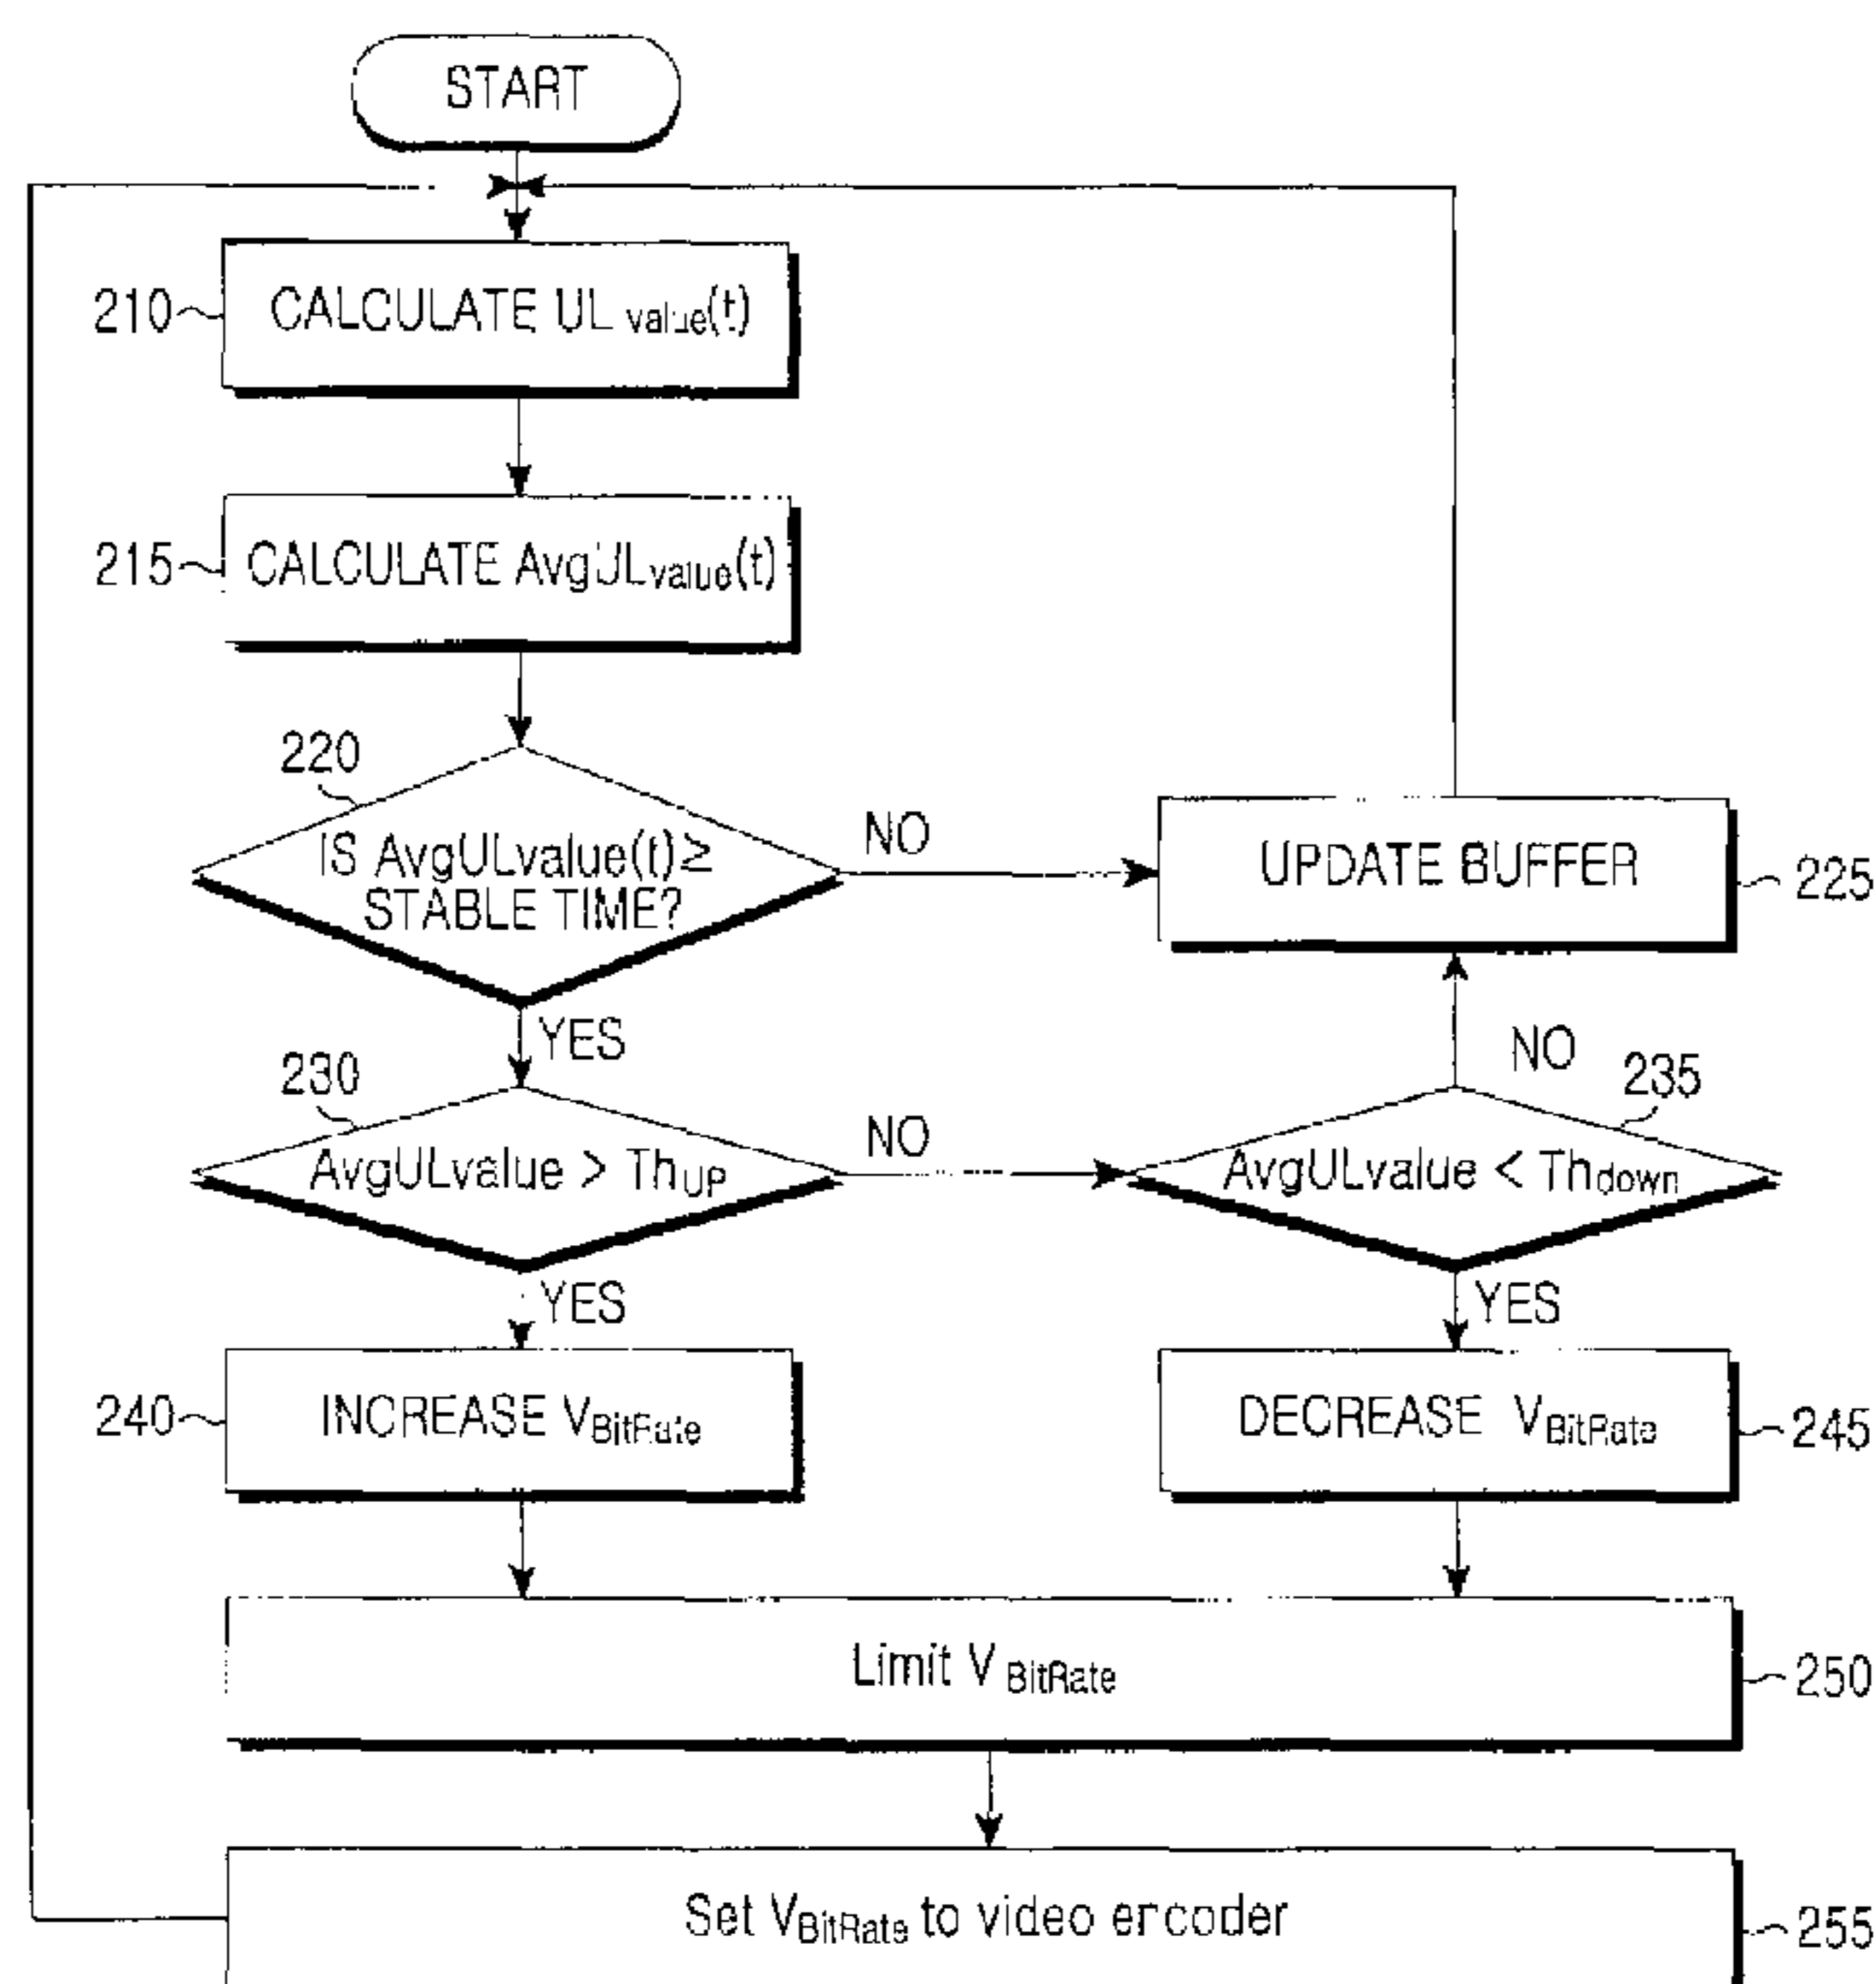 START
210
CALCULATE UL value(t)
215
CALCULATE AvgULvalue(t)
220
IS AvgULvalue(t)≥
STABLE TIME?
NO
UPDATE BUFFER
225
YES
230
AvgULvalue > ThUP
NO
235
AvgULvalue < Thdown
NO
YES
YES
240
INCREASE VBitRate
DECREASE VBitRate
245
Limit V BitRate
250
Set VBitRate to video encoder
255